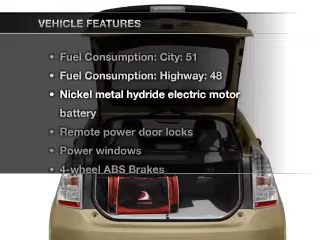 VEHICLE FEATURES
• Fuel Consumption: City: 51
• Fuel Consumption: Highway: 48
• Nickel metal hydride electric motor
battery
• Remote power door locks
• Power windows
• 4-wheel ABS Brakes